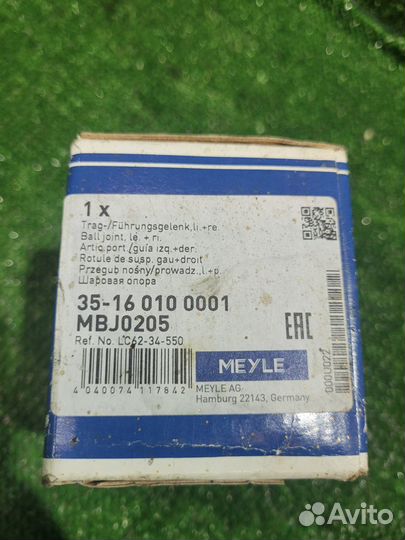 1 x
Trag-/Führungsgelenk,li.+re.
Ball joint, le. + ri.
Artic.port./guía izq.+der.
Rotule de susp. gau+droit
Przegub nośny/prowadz.,l.+p.
Шаровая опора
35-16 010 0001
MBJ0205
Ref. No. LC62-34-550
EAC
MEYLE
4 040074 117842
MEYLE AG
Hamburg 22143, Germany
Avito